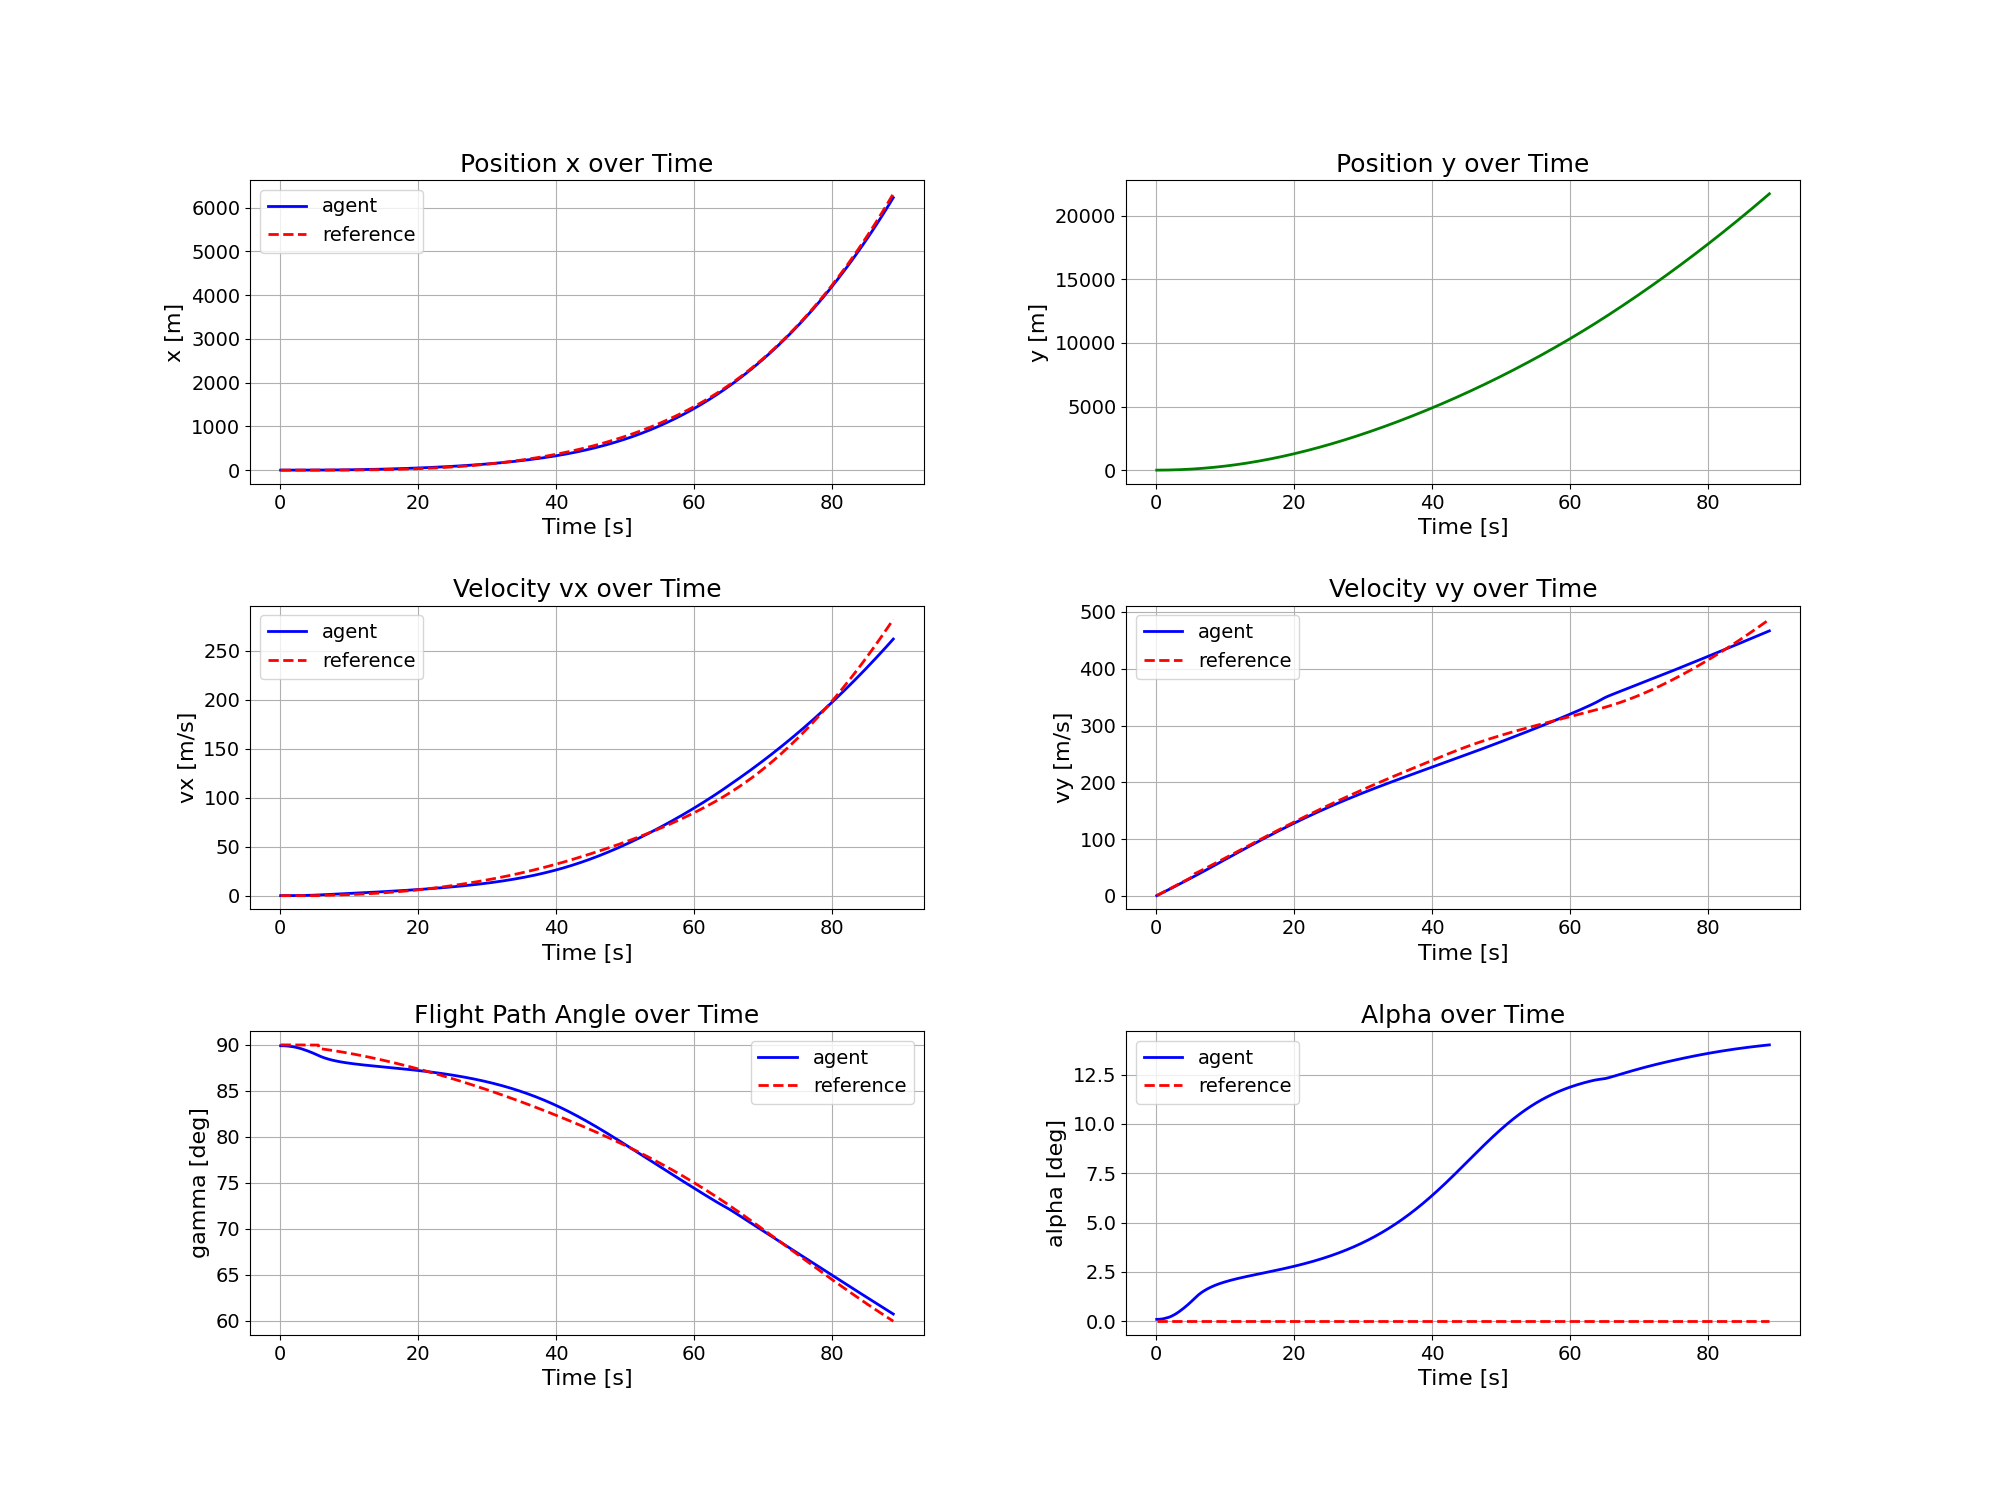 Position x over Time
agent
reference
6000
5000
4000
3000
2000
1000
0
x [m]
0 20 40 60 80
Time [s]
Position y over Time
20000
15000
10000
5000
0
y [m]
0 20 40 60 80
Time [s]
Velocity vx over Time
agent
reference
250
200
150
100
50
0
vx [m/s]
0 20 40 60 80
Time [s]
Velocity vy over Time
agent
reference
500
400
300
200
100
0
vy [m/s]
0 20 40 60 80
Time [s]
Flight Path Angle over Time
agent
reference
90
85
80
75
70
65
60
gamma [deg]
0 20 40 60 80
Time [s]
Alpha over Time
agent
reference
12.5
10.0
7.5
5.0
2.5
0.0
alpha [deg]
0 20 40 60 80
Time [s]